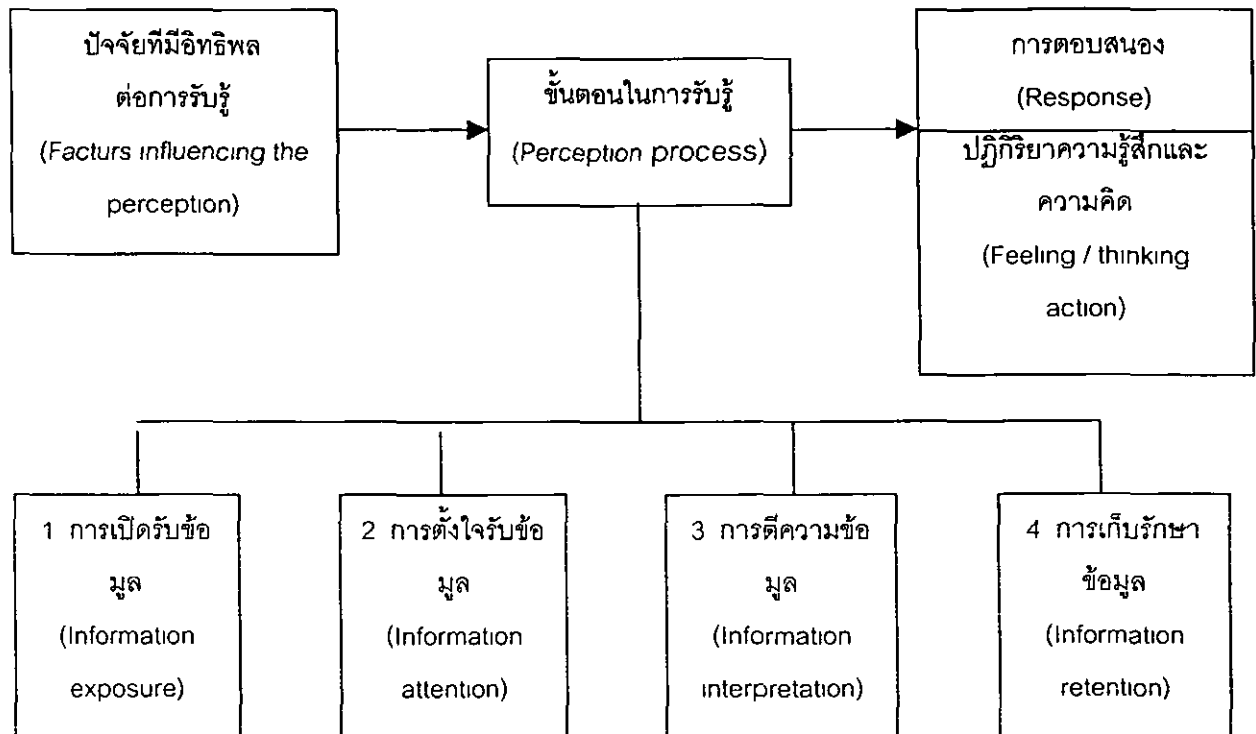 ปัจจัยที่มีอิทธิพล
ต่อการรับรู้
(Facturs influencing the
perception)
ขั้นตอนในการรับรู้
(Perception process)
การตอบสนอง
(Response)
ปฏิกิริยาความรู้สึกและ
ความคิด
(Feeling / thinking
action)
1 การเปิดรับข้อ
มูล
(Information
exposure)
2 การตั้งใจรับข้อ
มูล
(Information
attention)
3 การตีความข้อ
มูล
(Information
interpretation)
4 การเก็บรักษา
ข้อมูล
(Information
retention)